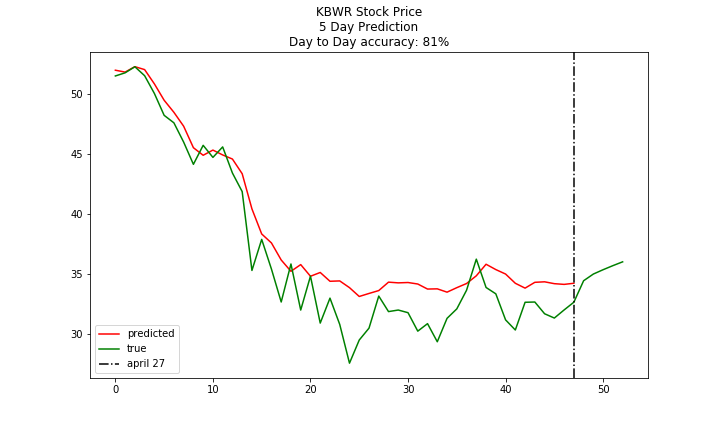 KBWR Stock Price
5 Day Prediction
Day to Day accuracy: 81%
50
45
40
35
30
predicted
true
april 27
0
10
20
30
40
50